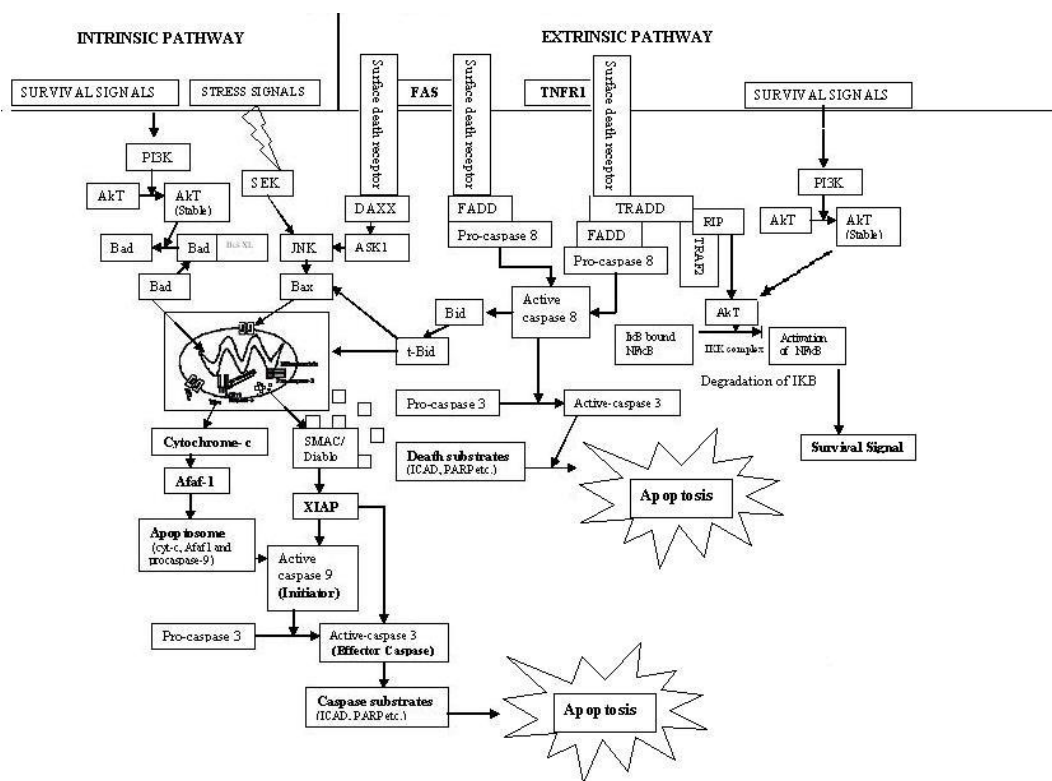 INTRINSIC PATHWAY
EXTRINSIC PATHWAY
SURVIVAL SIGNALS
STRESS SIGNALS
Surface death receptor
FAS
Surface death receptor
TNFR1
Surface death receptor
SURVIVAL SIGNALS
PI3K
AkT
AkT
(Stable)
SEK
DAXX
FADD
TRADD
RIP
PI3K
AkT
AkT
(Stable)
Bad
Bad
JNK
ASK1
Pro-caspase 8
FADD
Pro-caspase 8
TRAF2
Bad
Bax
Bid
Active
caspase 8
AkT
t-Bid
IkB bound
NFkB
IKK complex
Activation
of NFkB
Degradation of IKB
Pro-caspase 3
Active-caspase 3
Cytochrome-c
SMAC/
Diablo
Death substrates
(ICAD, PARP etc.)
Survival Signal
Afaf-1
Apoptosis
XIAP
Apoptosome
(cyt-c, Afaf1 and
procaspase-9)
Active
caspase 9
(Initiator)
Pro-caspase 3
Active-caspase 3
(Effector Caspase)
Caspase substrates
(ICAD, PARP etc.)
Apoptosis